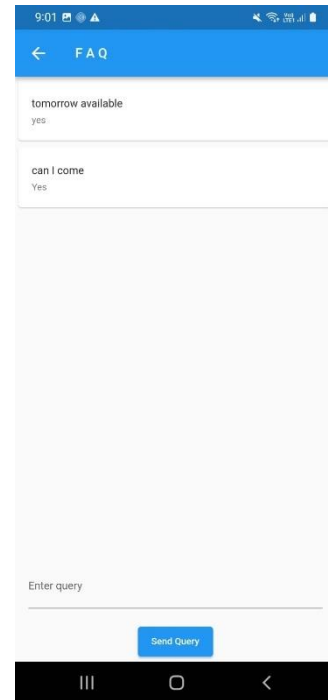 9:01
FAQ
tomorrow available
yes
can I come
Yes
Enter query
Send Query